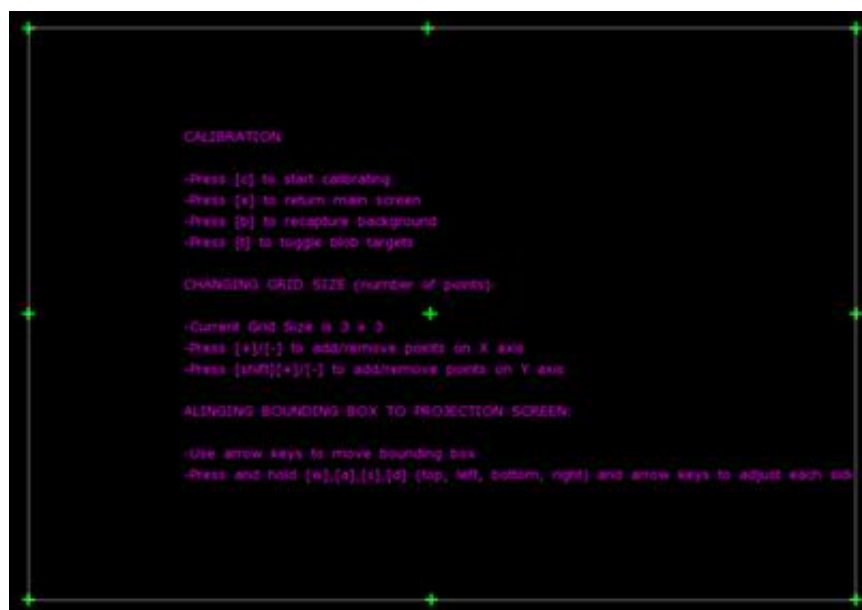 CALIBRATION
-Press [c] to start calibrating
-Press [x] to return main screen
-Press [b] to recapture background
-Press [t] to toggle blob targets
CHANGING GRID SIZE (number of points)
-Current Grid Size is 3 x 3
-Press [+]/[-] to add/remove points on X axis
-Press [shift][+]/[-] to add/remove points on Y axis
ALINGING BOUNDING BOX TO PROJECTION SCREEN:
-Use arrow keys to move bounding box
-Press and hold [w],[a],[s],[d] (top, left, bottom, right) and arrow keys to adjust each side